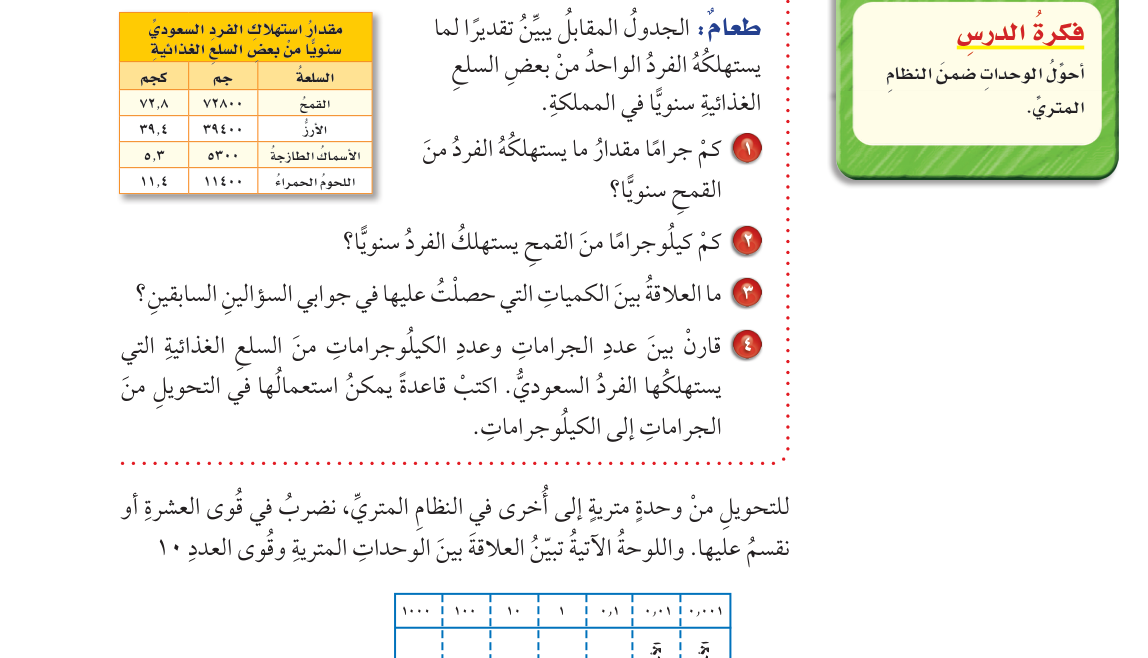 فكرةُ الدرسِ
أحوِّلُ الوحداتِ ضمنَ النظامِ
المتريِّ.
طعامٌ: الجدولُ المقابلُ يبيِّنُ تقديرًا لما
يستهلكُهُ الفردُ الواحدُ منْ بعضِ السلعِ
الغذائيةِ سنويًّا في المملكةِ.
مقدارُ استهلاكِ الفردِ السعوديِّ
سنويًّا منْ بعضِ السلعِ الغذائيةِ
السلعةُ جم كجم
القمحُ ٧٢٨٠٠ ٧٢٫٨
الأرزُّ ٣٩٤٠٠ ٣٩٫٤
الأسماكُ الطازجةُ ٥٣٠٠ ٥٫٣
اللحومُ الحمراءُ ١١٤٠٠ ١١٫٤
١ كمْ جرامًا مقدارُ ما يستهلكُهُ الفردُ منَ
القمحِ سنويًّا؟
٢ كمْ كيلُوجرامًا منَ القمحِ يستهلكُ الفردُ سنويًّا؟
٣ ما العلاقةُ بينَ الكمياتِ التي حصلْتُ عليها في جوابي السؤالينِ السابقينِ؟
٤ قارنْ بينَ عددِ الجراماتِ وعددِ الكيلُوجراماتِ منَ السلعِ الغذائيةِ التي
يستهلكُها الفردُ السعوديُّ. اكتبْ قاعدةً يمكنُ استعمالُها في التحويلِ منَ
الجراماتِ إلى الكيلُوجراماتِ.
للتحويلِ منْ وحدةٍ متريةٍ إلى أُخرى في النظامِ المتريِّ، نضربُ في قُوى العشرةِ أو
نقسمُ عليها. واللوحةُ الآتيةُ تبيّنُ العلاقةَ بينَ الوحداتِ المتريةِ وقُوى العددِ ١٠
٠٫٠٠١ ٠٫٠١ ٠٫١ ١ ١٠ ١٠٠ ١٠٠٠